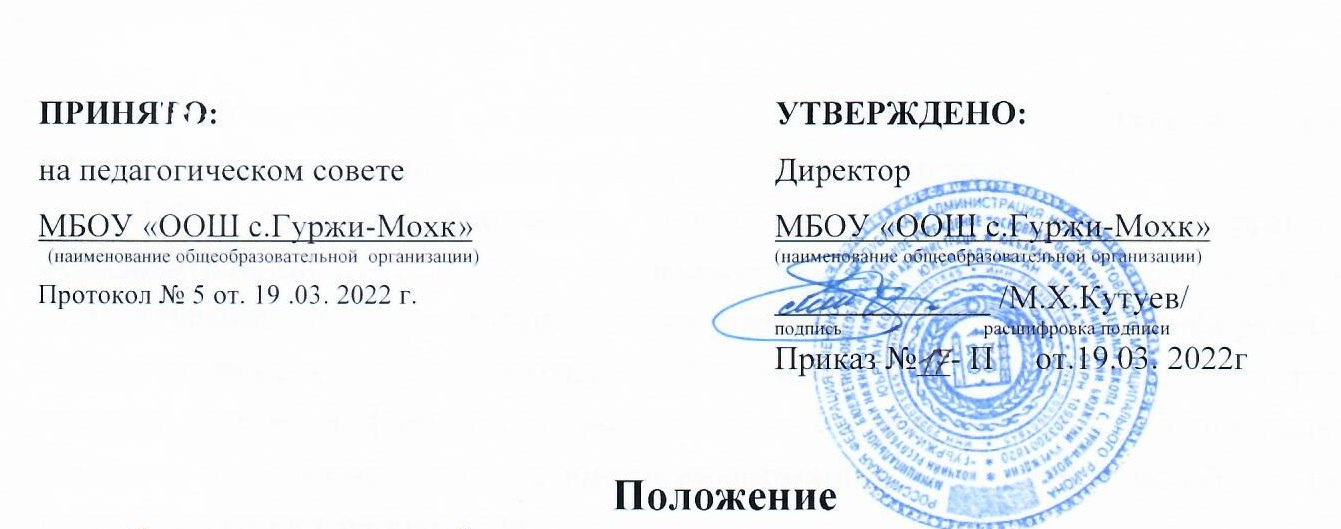 ПРИНЯТО:
на педагогическом совете
МБОУ «ООШ с.Гуржи-Мохк»
(наименование общеобразовательной организации)
Протокол № 5 от. 19 .03. 2022 г.
УТВЕРЖДЕНО:
Директор
МБОУ «ООШ с.Гуржи-Мохк»
(наименование общеобразовательной организации)
/М.Х.Кутуев/
подпись расшифровка подписи
Приказ №17- П от.19.03. 2022г
Положение